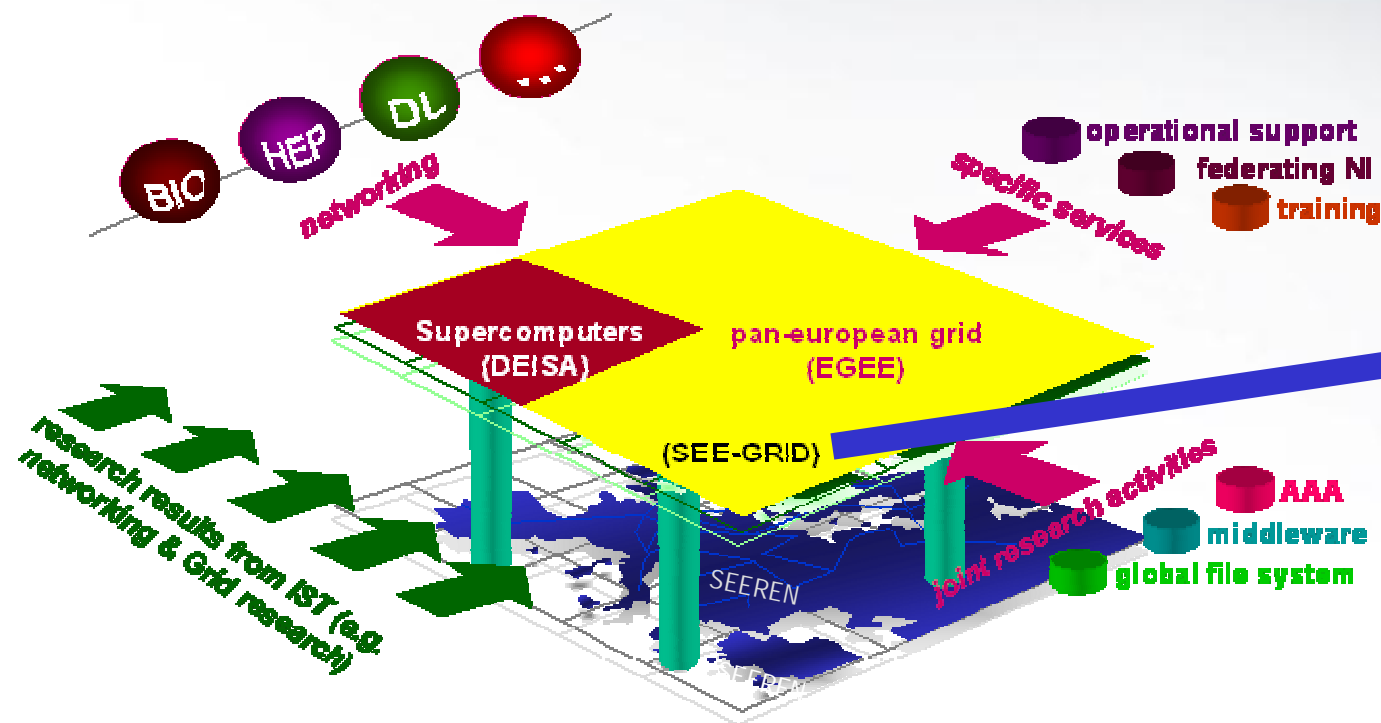 ...
DL
HEP
BIO
networking
operational support
federating NI
training
specific services
Supercomputers
(DEISA)
pan-european grid
(EGEE)
(SEE-GRID)
research results from IST (e.g.
networking & Grid research)
joint research activities
AAA
middleware
global file system
SEEREN
SEEREN